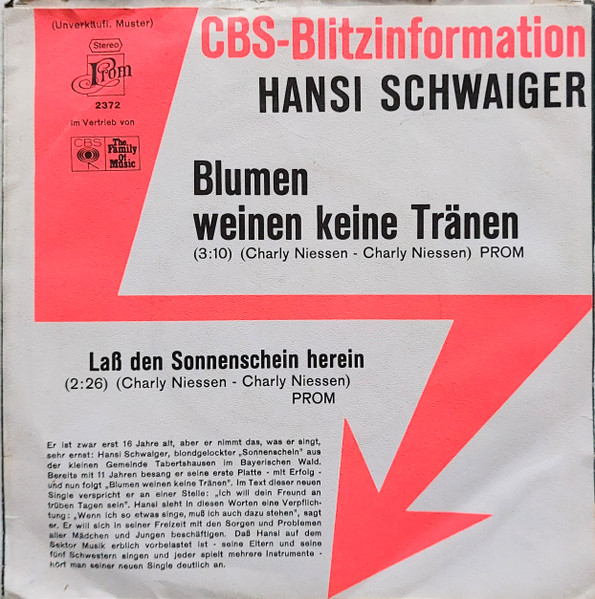 (Unverkäufl. Muster)
Stereo
Prom
2372
im Vertrieb von
CBS
The
Family
Of
Music
CBS-Blitzinformation
HANSI SCHWAIGER
Blumen
weinen keine Tränen
(3:10) (Charly Niessen - Charly Niessen) PROM
Laß den Sonnenschein herein
(2:26) (Charly Niessen - Charly Niessen)
PROM
Er ist zwar erst 16 Jahre alt, aber er nimmt das, was er singt,
sehr ernst: Hansi Schwaiger, blondgelockter „Sonnenschein" aus
der kleinen Gemeinde Tabertshausen im Bayerischen Wald.
Bereits mit 11 Jahren besang er seine erste Platte - mit Erfolg -
und nun folgt „Blumen weinen keine Tränen". Im Text dieser neuen
Single verspricht er an einer Stelle: „Ich will dein Freund an
trüben Tagen sein". Hansi sieht in diesen Worten eine Verpflich-
tung: „Wenn ich so etwas singe, muß ich auch dazu stehen", sagt
er. Er will sich in seiner Freizeit mit den Sorgen und Problemen
aller Mädchen und Jungen beschäftigen. Daß Hansi auf dem
Sektor Musik erblich vorbelastet ist - seine Eltern und seine
fünf Schwestern singen und jeder spielt mehrere Instrumente -
hört man seiner neuen Single deutlich an.